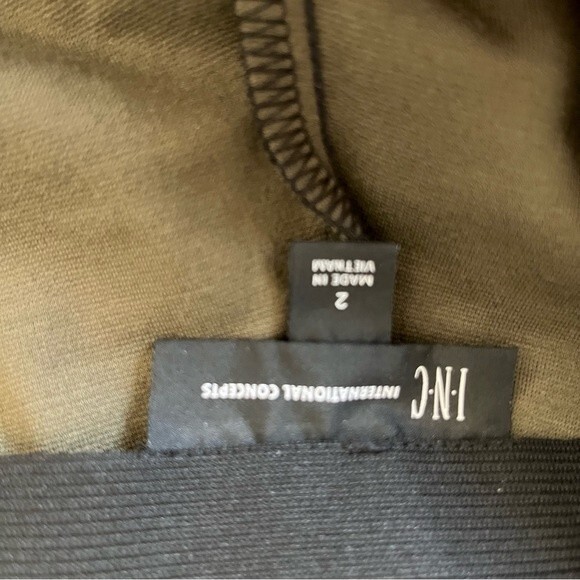 I·N·C
INTERNATIONAL CONCEPTS
2
MADE IN
VIETNAM